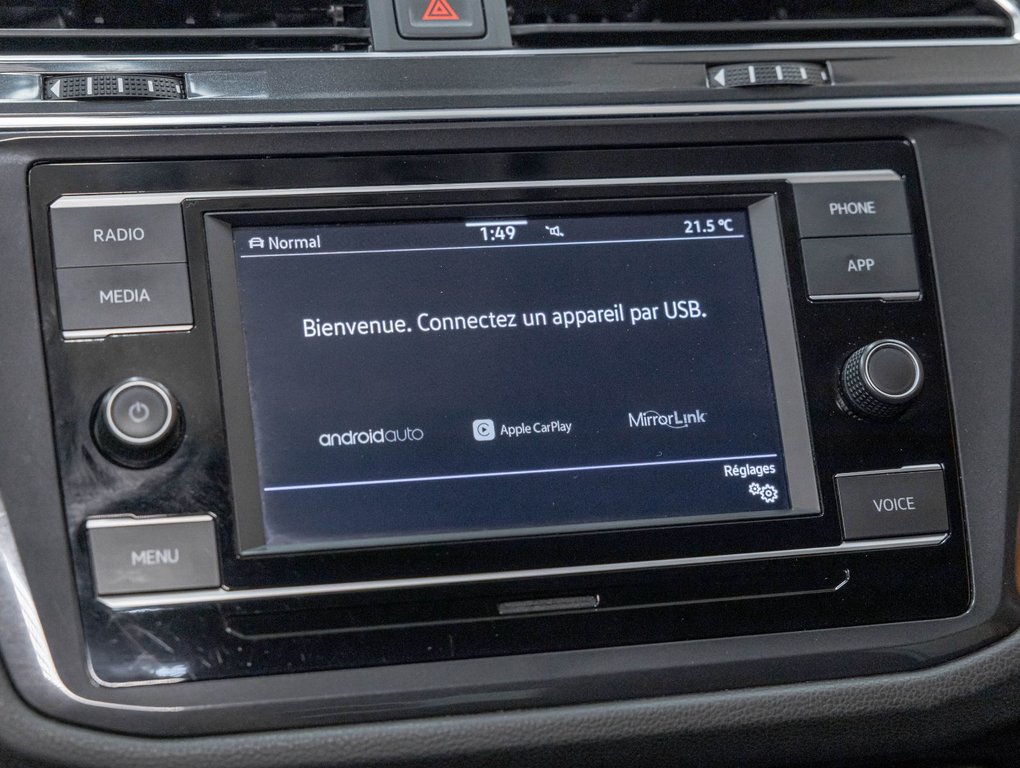 RADIO
MEDIA
MENU
Normal
1:49
21.5°C
Bienvenue. Connectez un appareil par USB.
androidauto
Apple CarPlay
MirrorLink
Réglages
PHONE
APP
VOICE